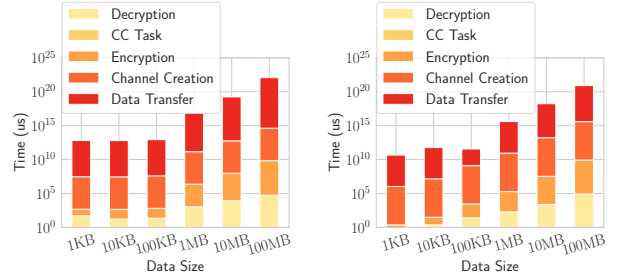 Decryption
CC Task
Encryption
Channel Creation
Data Transfer
Time (us)
10^25
10^20
10^15
10^10
10^5
10^0
1KB 10KB 100KB 1MB 10MB 100MB
Data Size
Decryption
CC Task
Encryption
Channel Creation
Data Transfer
Time (us)
10^25
10^20
10^15
10^10
10^5
10^0
1KB 10KB 100KB 1MB 10MB 100MB
Data Size